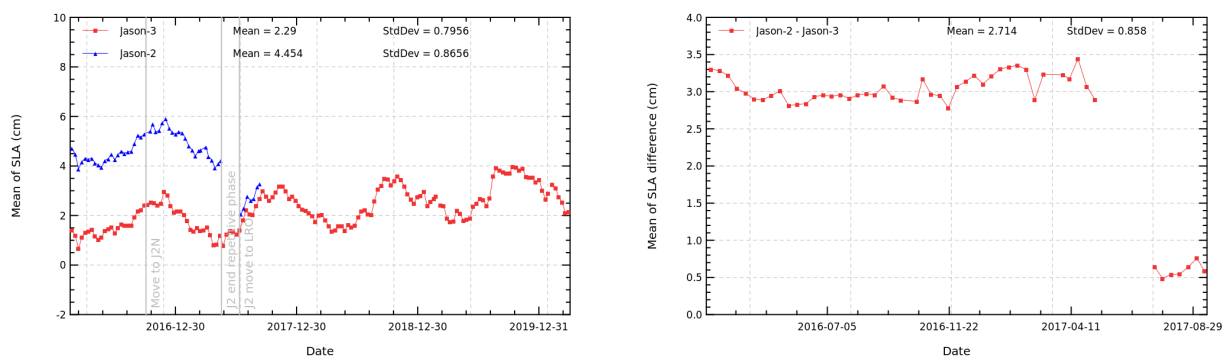 Jason-3 Mean = 2.29 StdDev = 0.7956
Jason-2 Mean = 4.454 StdDev = 0.8656
10
8
6
4
2
0
-2
Mean of SLA (cm)
Move to J2N
J2 end repetitive phase
J2 move to LRO
2016-12-30 2017-12-30 2018-12-30 2019-12-31
Date
Jason-2 - Jason-3 Mean = 2.714 StdDev = 0.858
4.0
3.5
3.0
2.5
2.0
1.5
1.0
0.5
0.0
Mean of SLA difference (cm)
2016-07-05 2016-11-22 2017-04-11 2017-08-29
Date